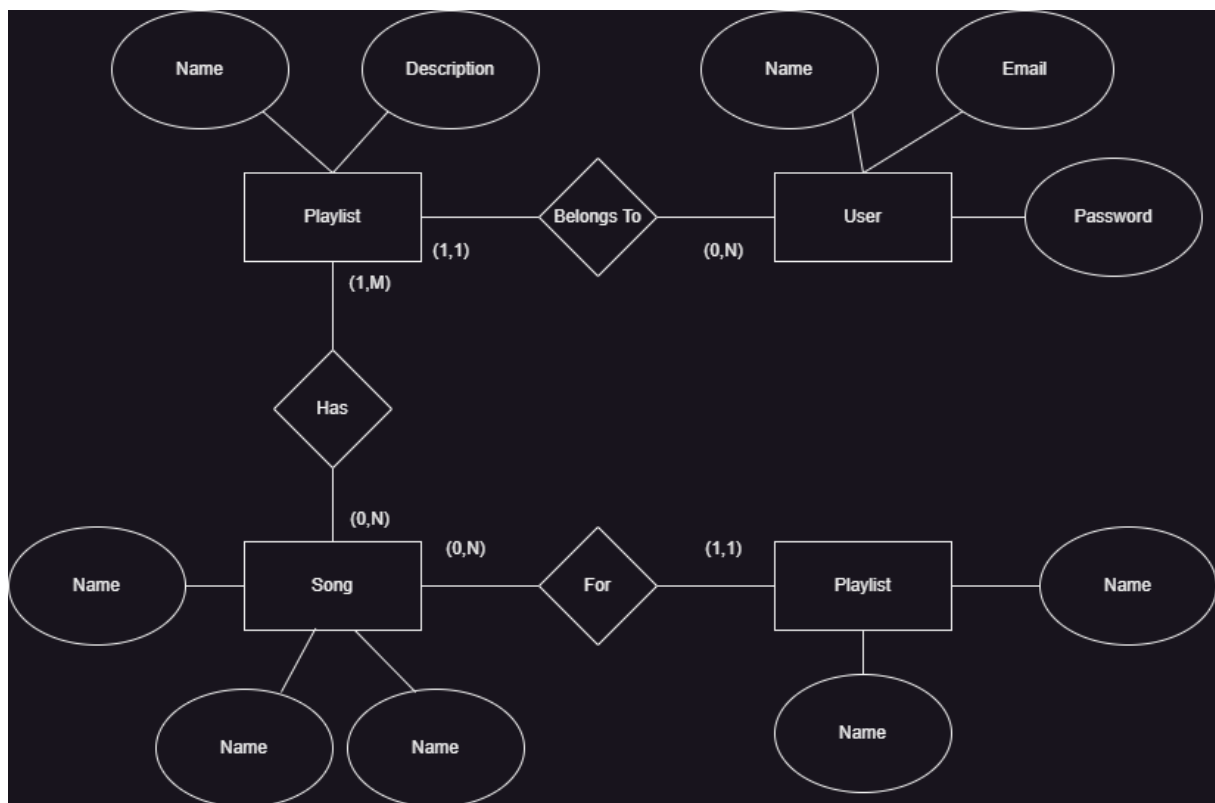 Name
Description
Name
Email
Playlist
Belongs To
User
Password
(1,1)
(0,N)
(1,M)
Has
(0,N)
(0,N)
(1,1)
Name
Song
For
Playlist
Name
Name
Name
Name